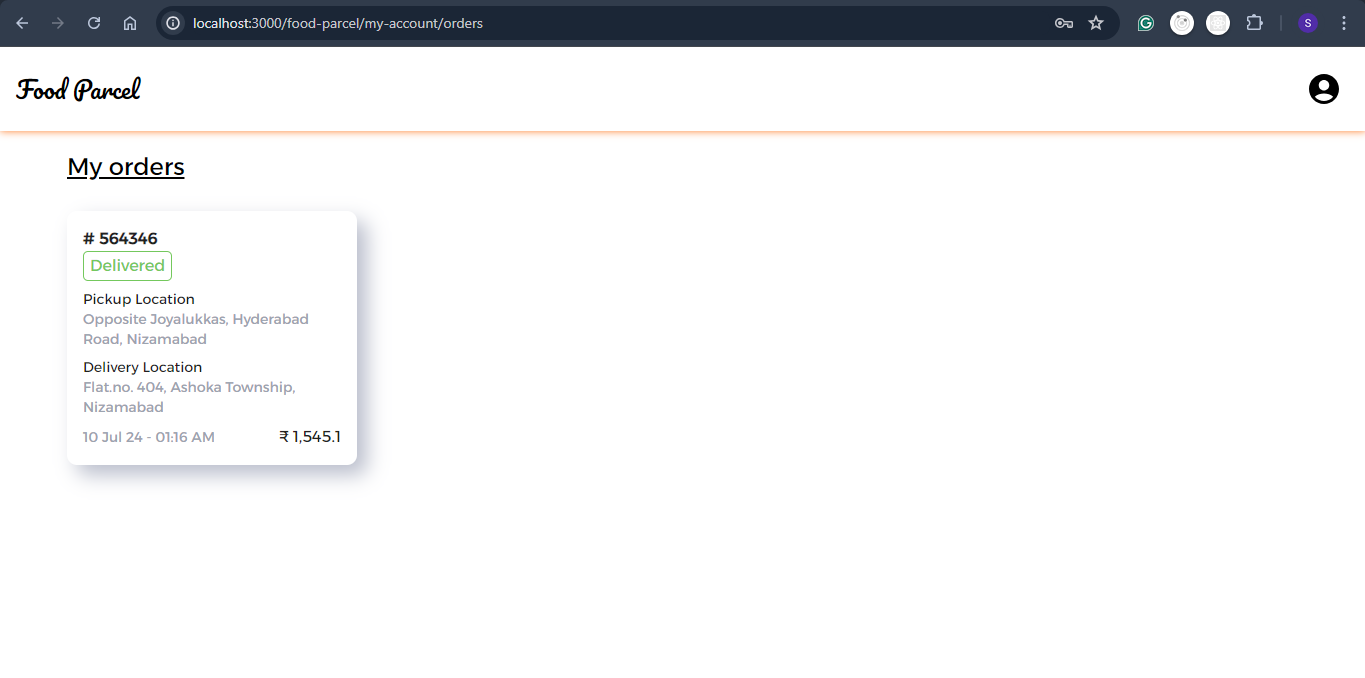 localhost:3000/food-parcel/my-account/orders
S
Food Parcel
My orders
# 564346
Delivered
Pickup Location
Opposite Joyalukkas, Hyderabad
Road, Nizamabad
Delivery Location
Flat.no. 404, Ashoka Township,
Nizamabad
10 Jul 24 - 01:16 AM ₹ 1,545.1